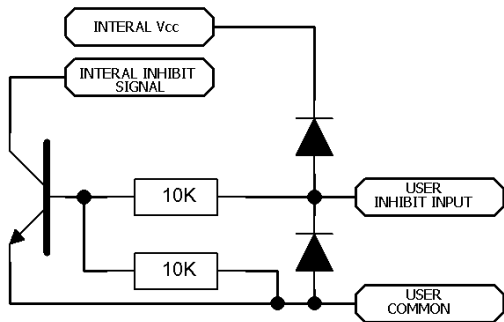 INTERAL Vcc
INTERAL INHIBIT
SIGNAL
10K
USER
INHIBIT INPUT
10K
USER
COMMON